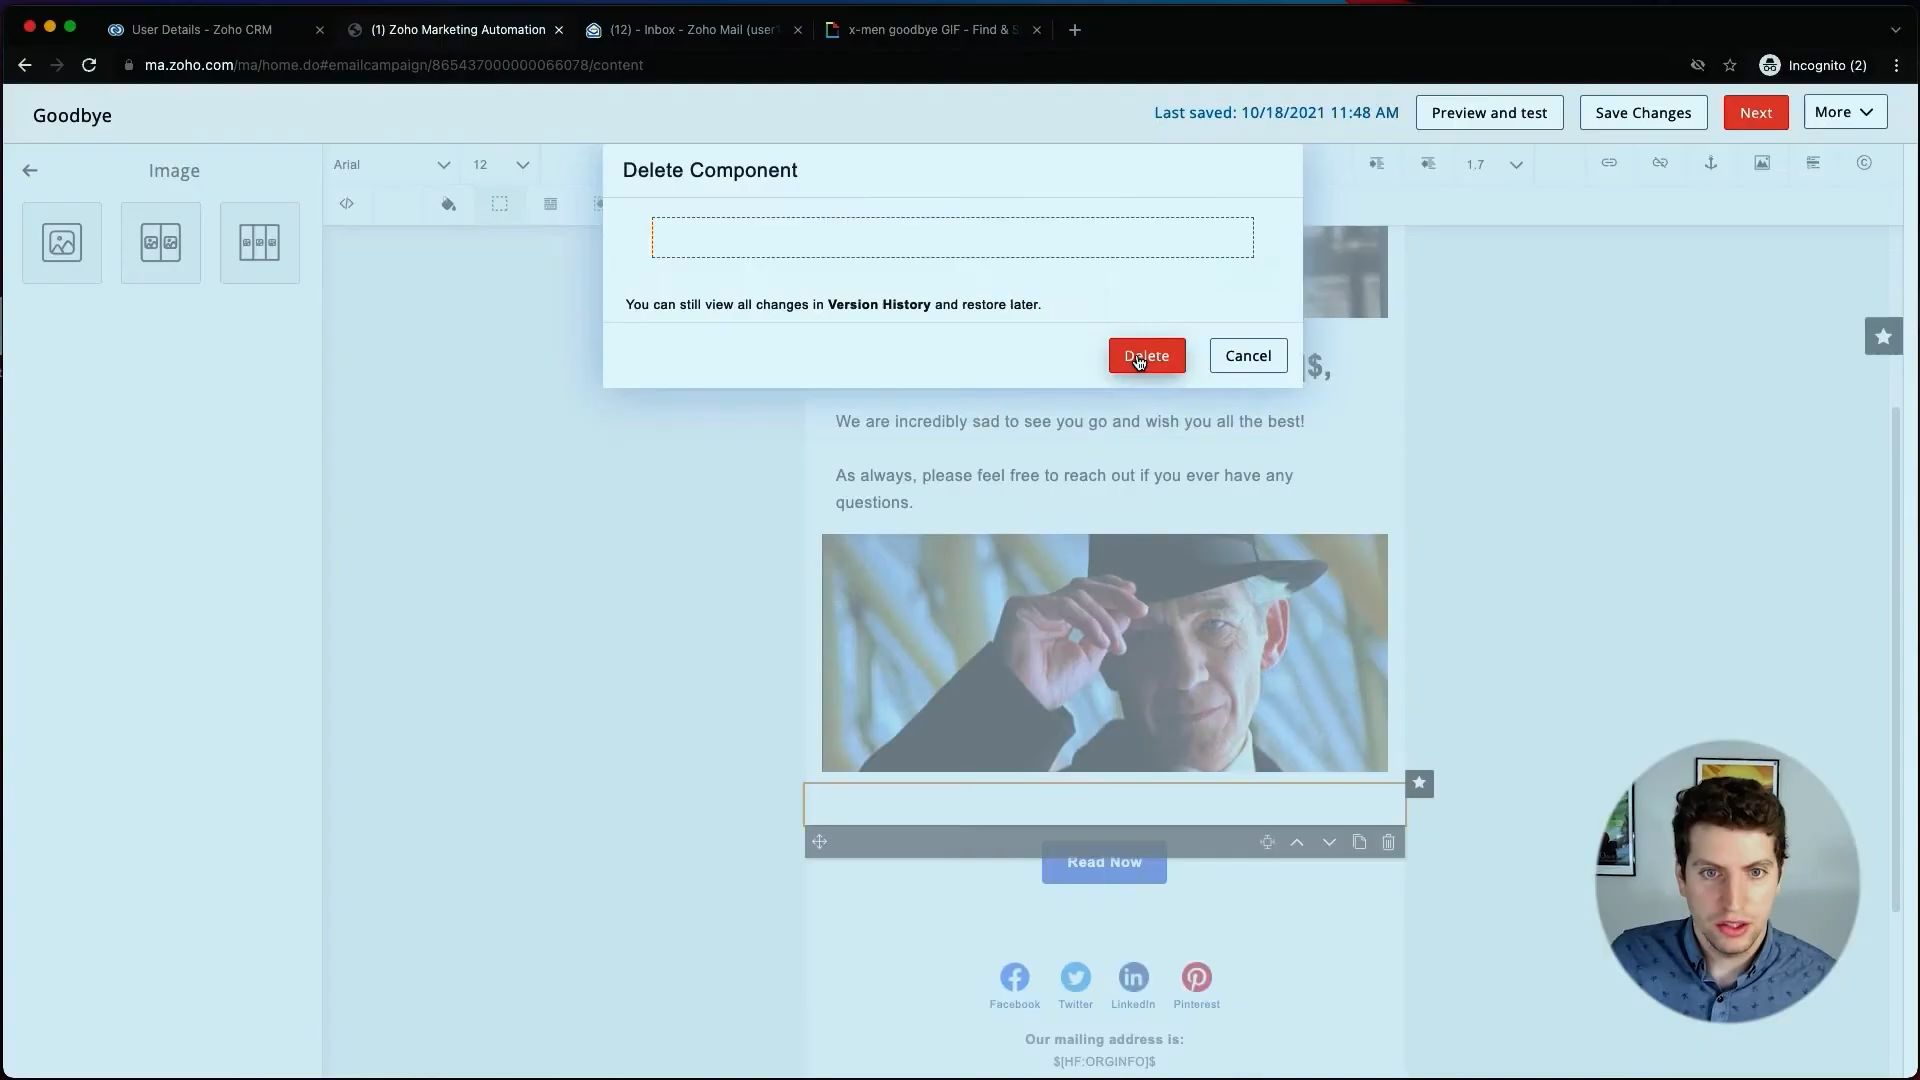 User Details - Zoho CRM
(1) Zoho Marketing Automation
(12) - Inbox - Zoho Mail (user
x-men goodbye GIF - Find & S
ma.zoho.com/ma/home.do#emailcampaign/865437000000066078/content
Incognito (2)
Goodbye
Last saved: 10/18/2021 11:48 AM
Preview and test
Save Changes
Next
More
Image
Arial
12
1.7
Delete Component
You can still view all changes in Version History and restore later.
Delete
Cancel
$,
We are incredibly sad to see you go and wish you all the best!
As always, please feel free to reach out if you ever have any
questions.
Read Now
Facebook
Twitter
LinkedIn
Pinterest
Our mailing address is:
$[HF:ORGINFO]$